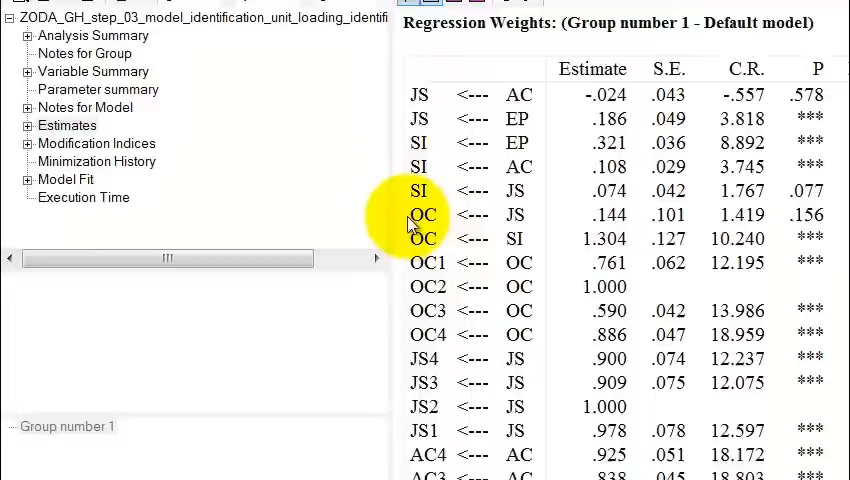 ZODA_GH_step_03_model_identification_unit_loading_identifi
Analysis Summary
Notes for Group
Variable Summary
Parameter summary
Notes for Model
Estimates
Modification Indices
Minimization History
Model Fit
Execution Time
Group number 1
Regression Weights: (Group number 1 - Default model)
Estimate S.E. C.R. P
JS <--- AC -.024 .043 -.557 .578
JS <--- EP .186 .049 3.818 ***
SI <--- EP .321 .036 8.892 ***
SI <--- AC .108 .029 3.745 ***
SI <--- JS .074 .042 1.767 .077
OC <--- JS .144 .101 1.419 .156
OC <--- SI 1.304 .127 10.240 ***
OC1 <--- OC .761 .062 12.195 ***
OC2 <--- OC 1.000
OC3 <--- OC .590 .042 13.986 ***
OC4 <--- OC .886 .047 18.959 ***
JS4 <--- JS .900 .074 12.237 ***
JS3 <--- JS .909 .075 12.075 ***
JS2 <--- JS 1.000
JS1 <--- JS .978 .078 12.597 ***
AC4 <--- AC .925 .051 18.172 ***
AC3 <--- AC .838 .045 18.803 ***